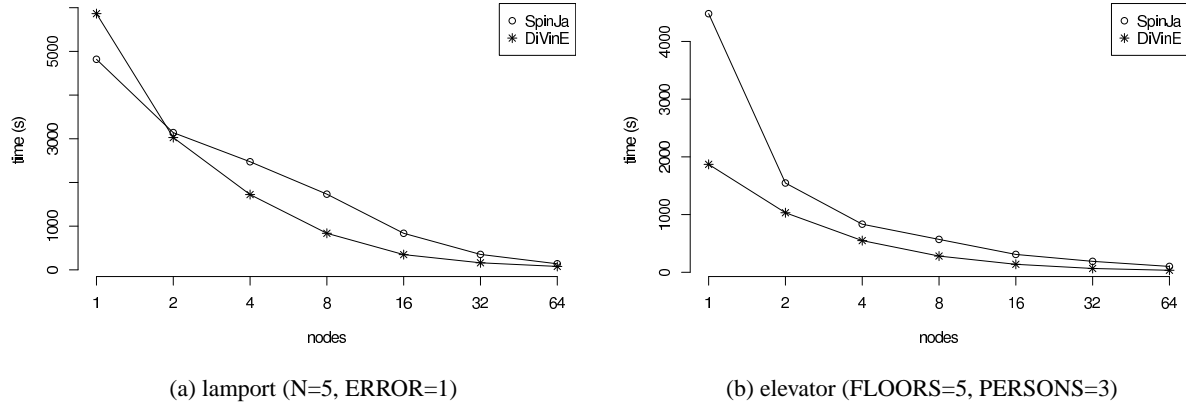 SpinJa
DiVinE
5000
3000
1000
0
time (s)
1 2 4 8 16 32 64
nodes
(a) lamport (N=5, ERROR=1)
SpinJa
DiVinE
4000
3000
2000
1000
0
time (s)
1 2 4 8 16 32 64
nodes
(b) elevator (FLOORS=5, PERSONS=3)